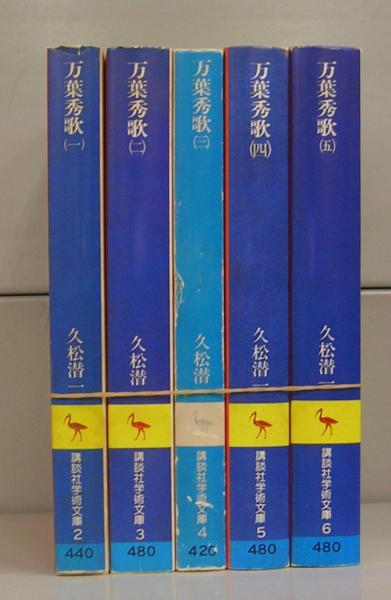 万葉秀歌(一)
久松潜一
講談社学術文庫
2
440
万葉秀歌(二)
久松潜一
講談社学術文庫
3
480
万葉秀歌(三)
久松潜一
講談社学術文庫
4
420
万葉秀歌(四)
久松潜一
講談社学術文庫
5
480
万葉秀歌(五)
久松潜一
講談社学術文庫
6
480